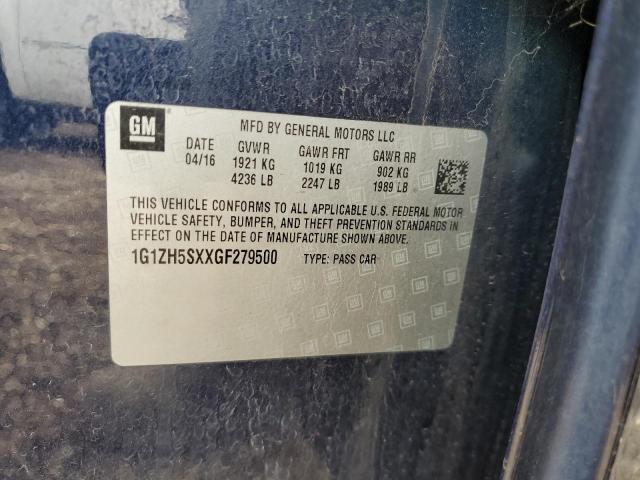 GM
MFD BY GENERAL MOTORS LLC
DATE GVWR GAWR FRT GAWR RR
04/16 1921 KG 1019 KG 902 KG
4236 LB 2247 LB 1989 LB
THIS VEHICLE CONFORMS TO ALL APPLICABLE U.S. FEDERAL MOTOR
VEHICLE SAFETY, BUMPER, AND THEFT PREVENTION STANDARDS IN
EFFECT ON THE DATE OF MANUFACTURE SHOWN ABOVE.
1G1ZH5SXXGF279500 TYPE: PASS CAR